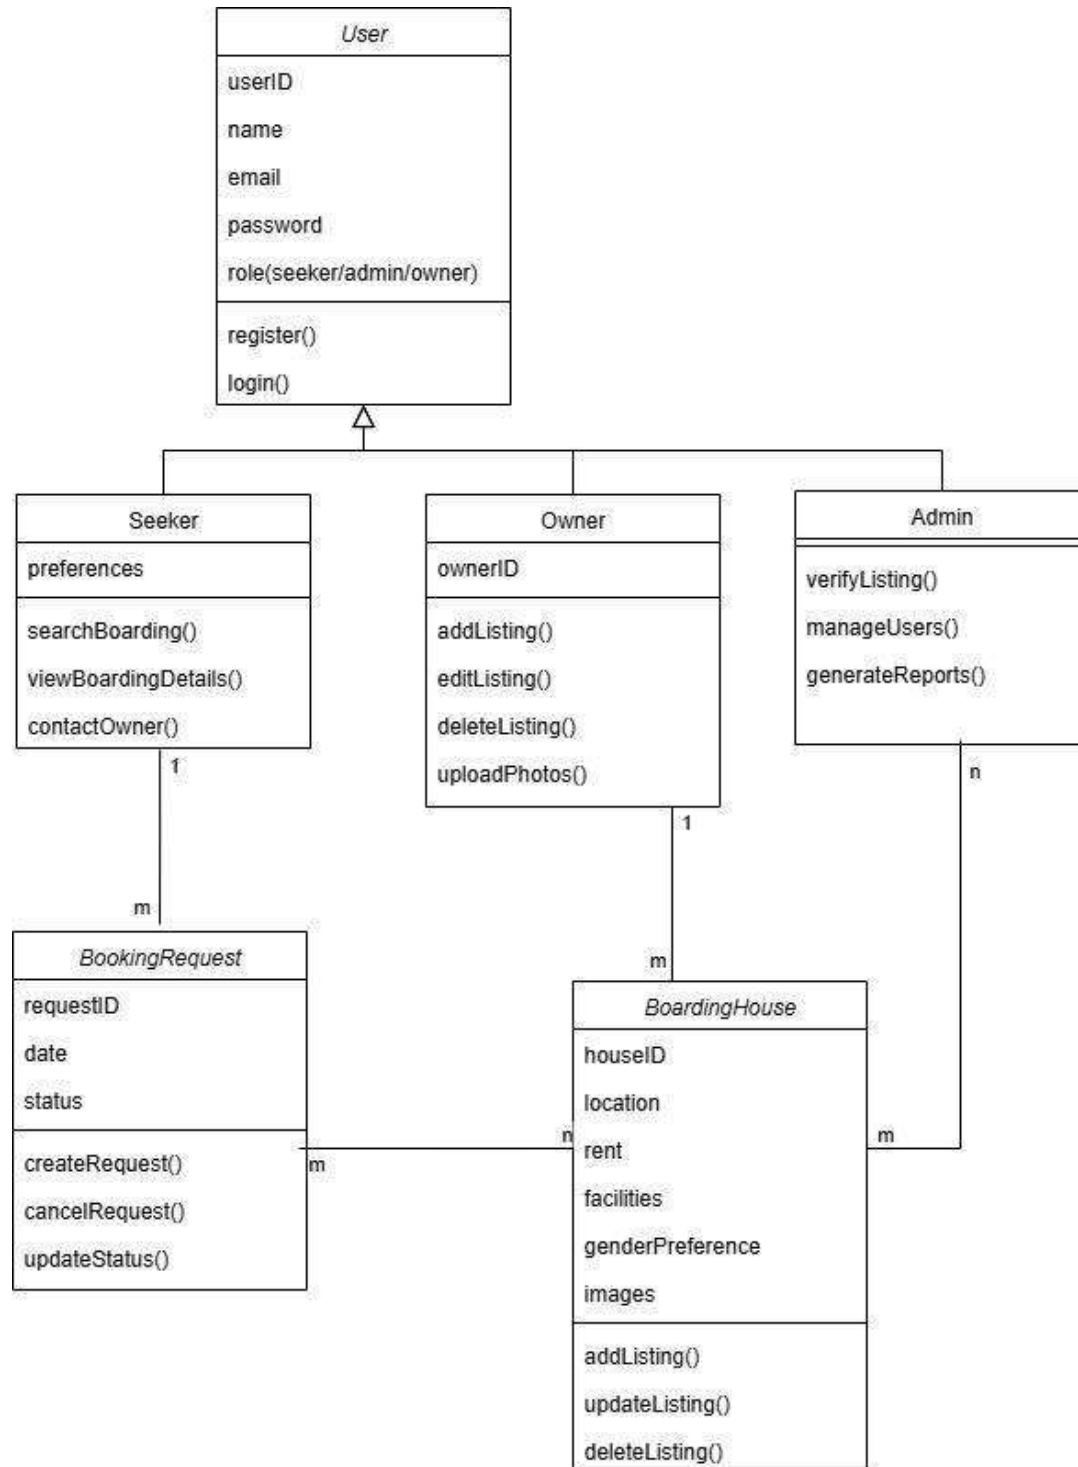 User
userID
name
email
password
role(seeker/admin/owner)
register()
login()
Seeker
preferences
searchBoarding()
viewBoardingDetails()
contactOwner()
Owner
ownerID
addListing()
editListing()
deleteListing()
uploadPhotos()
Admin
verifyListing()
manageUsers()
generateReports()
1
m
1
m
n
m
BookingRequest
requestID
date
status
createRequest()
cancelRequest()
updateStatus()
m
n
BoardingHouse
houseID
location
rent
facilities
genderPreference
images
addListing()
updateListing()
deleteListing()